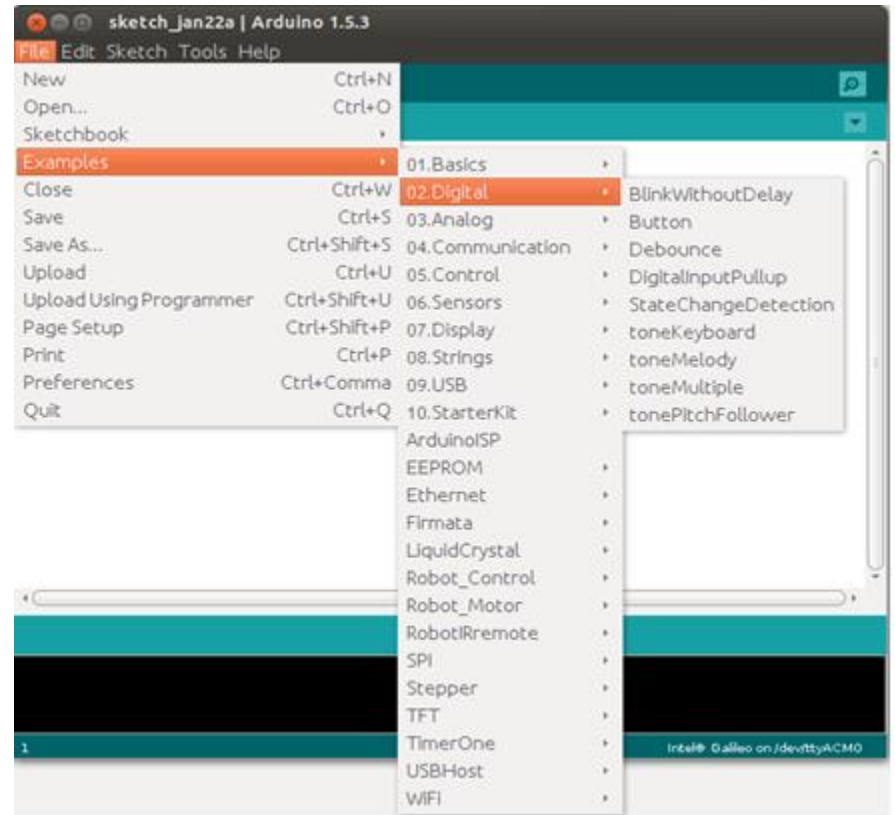 sketch_jan22a | Arduino 1.5.3
File Edit Sketch Tools Help
New Ctrl+N
Open... Ctrl+O
Sketchbook
Examples
Close Ctrl+W
Save Ctrl+S
Save As... Ctrl+Shift+S
Upload Ctrl+U
Upload Using Programmer Ctrl+Shift+U
Page Setup Ctrl+Shift+P
Print Ctrl+P
Preferences Ctrl+Comma
Quit Ctrl+Q
01.Basics
02.Digital
03.Analog
04.Communication
05.Control
06.Sensors
07.Display
08.Strings
09.USB
10.StarterKit
ArduinoISP
EEPROM
Ethernet
Firmata
LiquidCrystal
Robot_Control
Robot_Motor
RobotIRremote
SPI
Stepper
TFT
TimerOne
USBHost
WiFi
BlinkWithoutDelay
Button
Debounce
DigitalInputPullup
StateChangeDetection
toneKeyboard
toneMelody
toneMultiple
tonePitchFollower
1
Intel® Galileo on /dev/ttyACM0